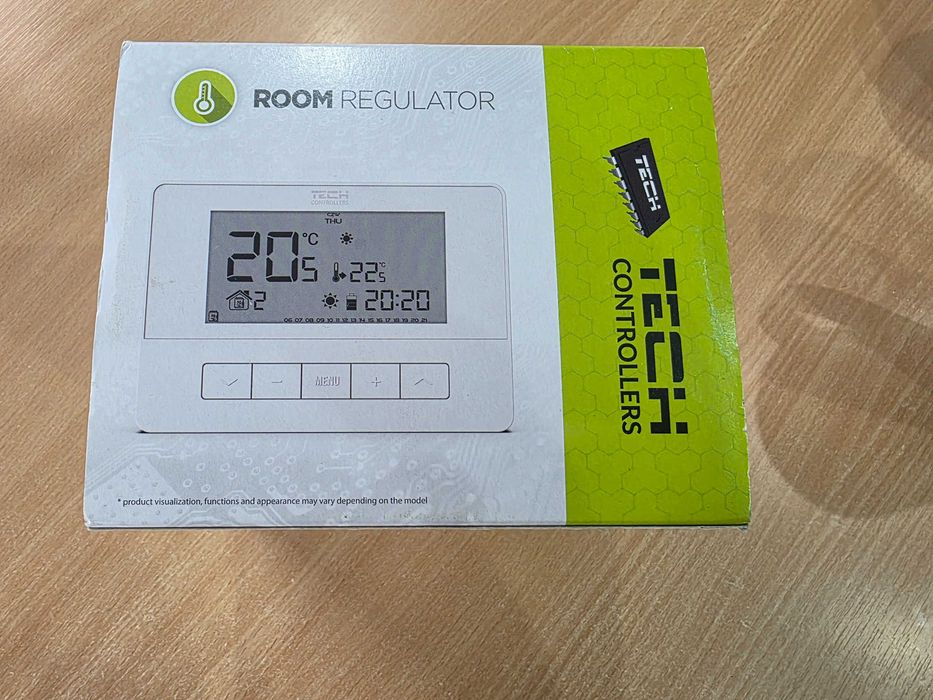 ROOM REGULATOR
TECH
CONTROLLERS
CZW
THU
20.5 °C
22.5 °C
2
20:20
06 07 08 09 10 11 12 13 14 15 16 17 18 19 20 21
MENU
* product visualization, functions and appearance may vary depending on the model
TECH
TECH
CONTROLLERS